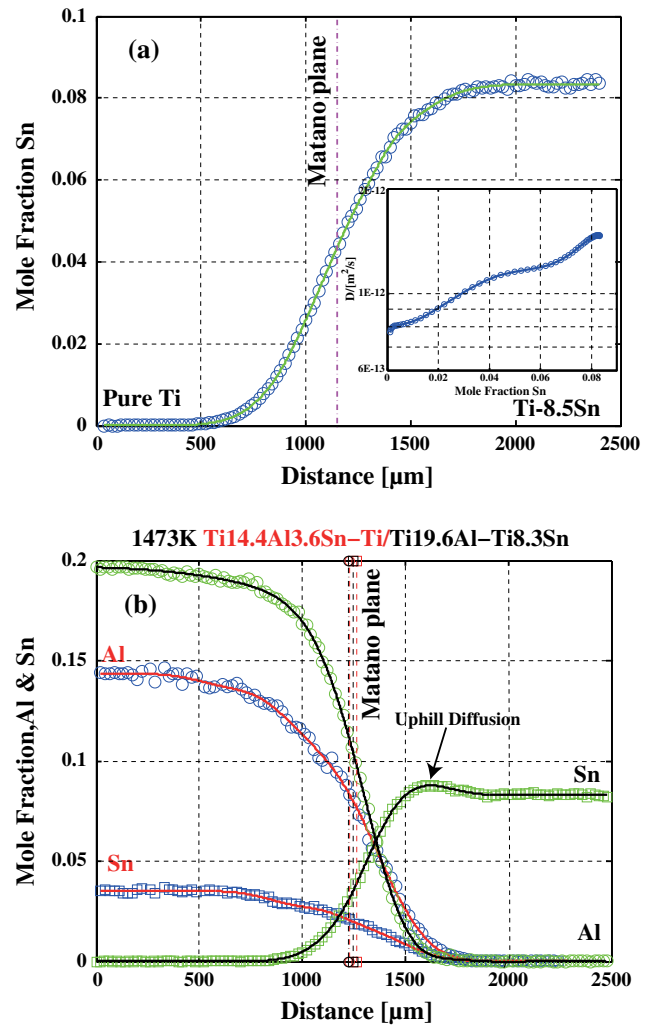 (a)
Mole Fraction Sn
0.1
0.08
0.06
0.04
0.02
0
Matano plane
Pure Ti
Ti-8.5Sn
2E-12
1E-12
6E-13
D/[m²/s]
0
0.02
0.04
0.06
0.08
Mole Fraction Sn
0
500
1000
1500
2000
2500
Distance [µm]
1473K Ti14.4Al3.6Sn–Ti/Ti19.6Al–Ti8.3Sn
(b)
Mole Fraction,Al & Sn
0.2
0.15
0.1
0.05
0
Al
Sn
Matano plane
Uphill Diffusion
Sn
Al
0
500
1000
1500
2000
2500
Distance [µm]